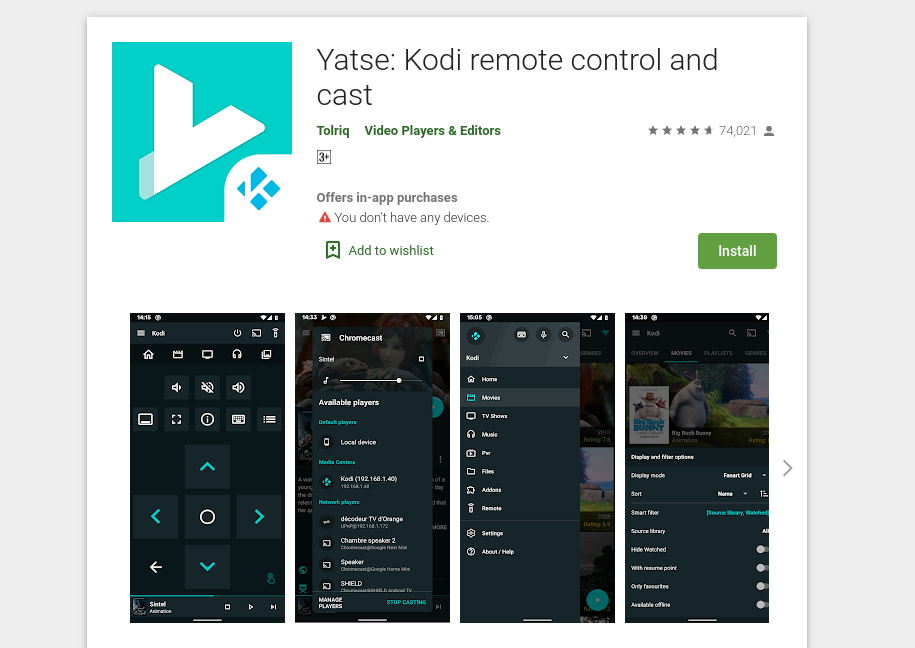 Yatse: Kodi remote control and
cast
Tolriq Video Players & Editors 74,021
3+
Offers in-app purchases
You don't have any devices.
Add to wishlist
Install
14:15
Kodi
Sintel
Animation
14:33
Chromecast
Sintel
Available players
Default players
Local device
Media Centers
Kodi (192.168.1.40)
192.168.1.40
Network players
décodeur TV d'Orange
UPnP@192.168.1.172
Chambre speaker 2
Chromecast@Google Nest Mini
Speaker
Chromecast@Google Home Mini
SHIELD
Chromecast@SHIELD Android TV
MANAGE
PLAYERS
STOP CASTING
15:05
Kodi
GENRES
Home
Movies
TV Shows
Music
Pvr
Files
Addons
Remote
Settings
About / Help
14:38
Kodi
OVERVIEW MOVIES PLAYLISTS GENRES
Big Buck Bunny
Animation
Display and filter options
Display mode Fanart Grid
Sort Name
Smart filter [Source library, Watched]
Source library All
Hide Watched
With resume point
Only favourites
Available offline